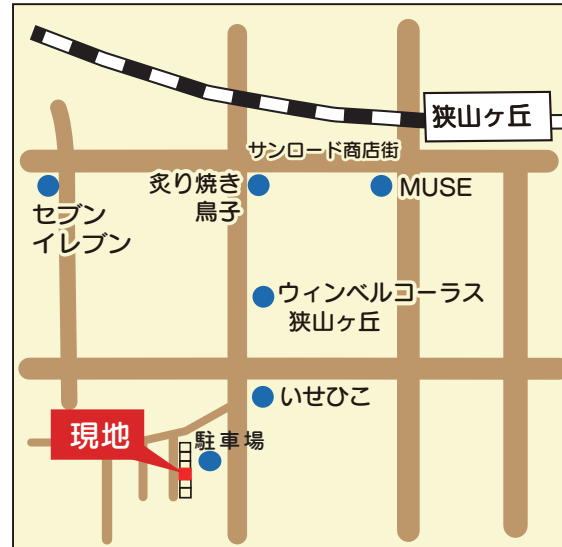 狭山ヶ丘
サンロード商店街
炙り焼き
鳥子
MUSE
セブン
イレブン
ウィンベルコーラス
狭山ヶ丘
いせひこ
現地
駐車場